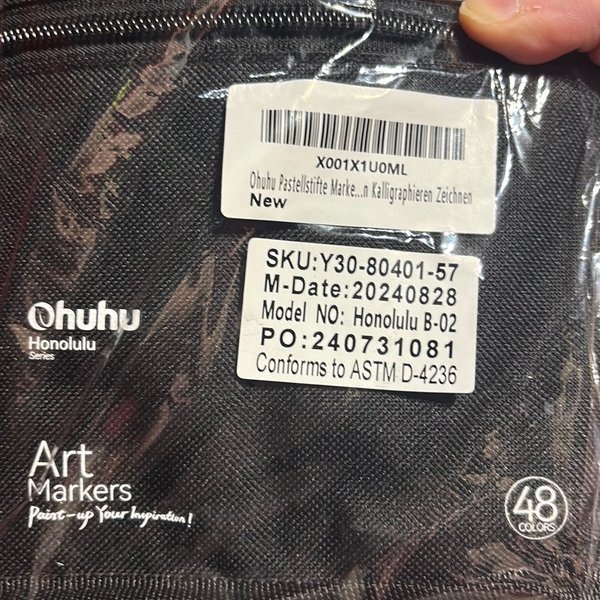 X001X1U0ML
Ohuhu Pastellstifte Marke...n Kalligraphieren Zeichnen
New
SKU:Y30-80401-57
M-Date:20240828
Model NO: Honolulu B-02
PO:240731081
Conforms to ASTM D-4236
Ohuhu
Honolulu
Series
Art
Markers
Paint-up Your Inspiration!
48
COLORS